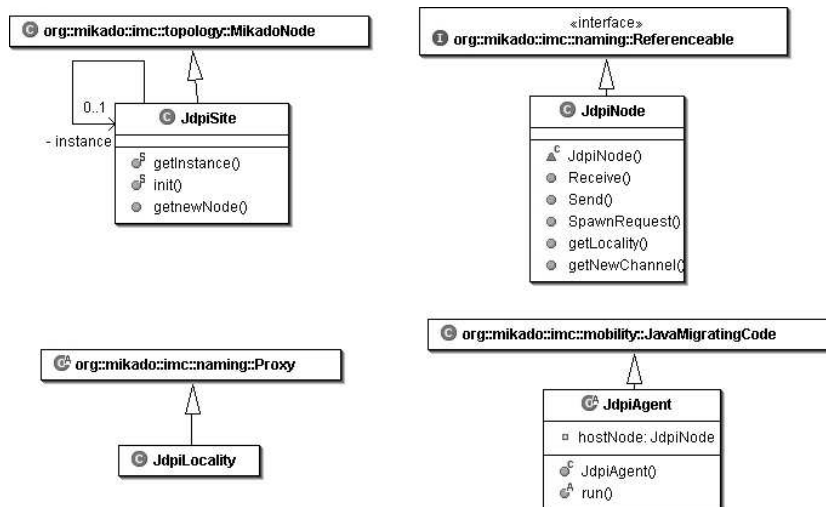 C org::mikado::imc::topology::MikadoNode
0..1
- instance
C JdpiSite
S getInstance()
S init()
getnewNode()
«interface»
I org::mikado::imc::naming::Referenceable
C JdpiNode
C JdpiNode()
Receive()
Send()
SpawnRequest()
getLocality()
getNewChannel()
CA org::mikado::imc::naming::Proxy
C JdpiLocality
C org::mikado::imc::mobility::JavaMigratingCode
CA JdpiAgent
hostNode: JdpiNode
C JdpiAgent()
A run()